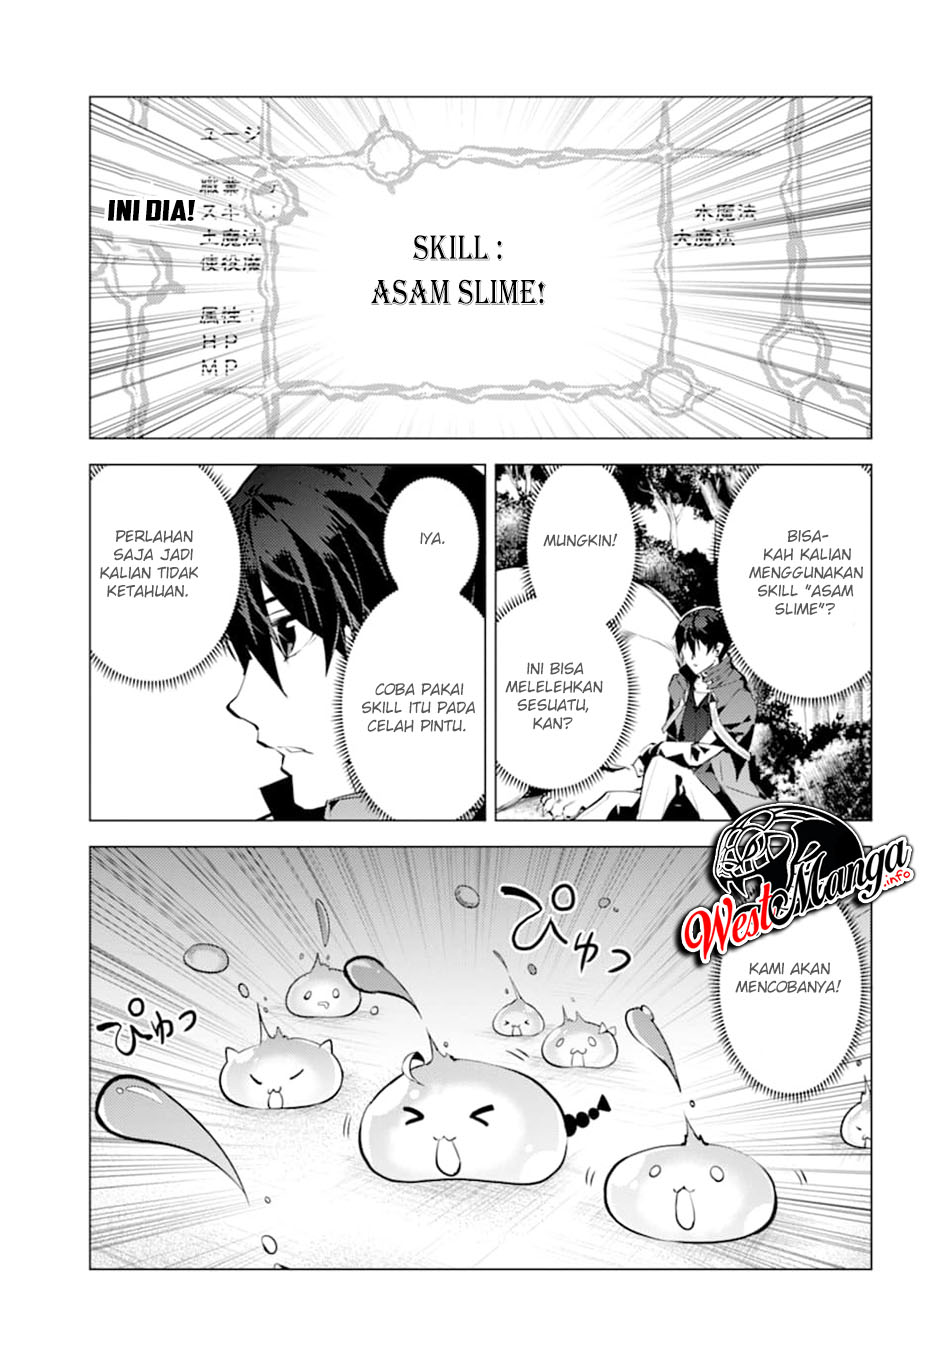 ユージ
職業
スキ
土魔法
使役魔
属性：
HP
MP
水魔法
大魔法
INI DIA!
SKILL :
ASAM SLIME!
BISA-
KAH KALIAN
MENGGUNAKAN
SKILL "ASAM
SLIME"?
MUNGKIN!
INI BISA
MELELEHKAN
SESUATU,
KAN?
IYA.
COBA PAKAI
SKILL ITU PADA
CELAH PINTU.
PERLAHAN
SAJA JADI
KALIAN TIDAK
KETAHUAN.
WestManga
.info
KAMI AKAN
MENCOBANYA!
ぴゅっ
ぴゅっ